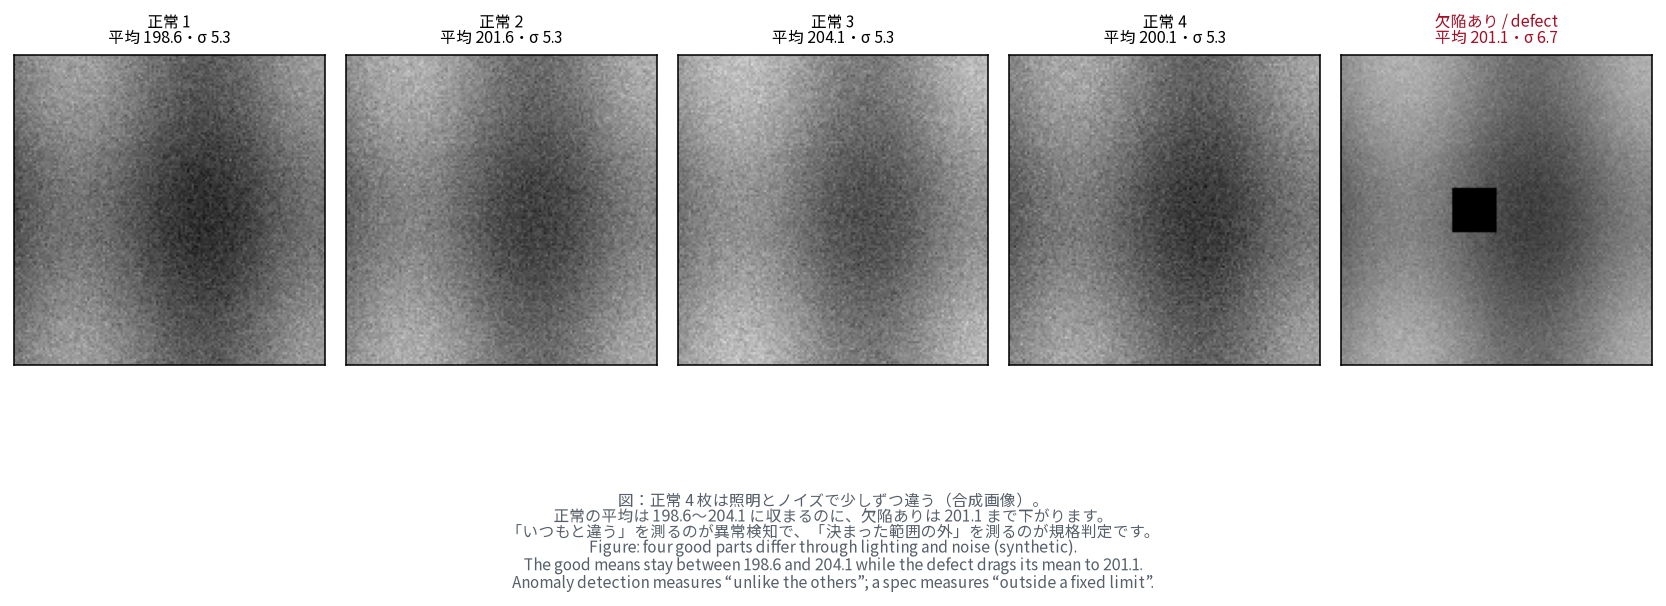 正常 1
平均 198.6・σ 5.3
正常 2
平均 201.6・σ 5.3
正常 3
平均 204.1・σ 5.3
正常 4
平均 200.1・σ 5.3
欠陥あり / defect
平均 201.1・σ 6.7
図：正常 4 枚は照明とノイズで少しずつ違う（合成画像）。
正常の平均は 198.6〜204.1 に収まるのに、欠陥ありは 201.1 まで下がります。
「いつもと違う」を測るのが異常検知で、「決まった範囲の外」を測るのが規格判定です。
Figure: four good parts differ through lighting and noise (synthetic).
The good means stay between 198.6 and 204.1 while the defect drags its mean to 201.1.
Anomaly detection measures “unlike the others”; a spec measures “outside a fixed limit”.